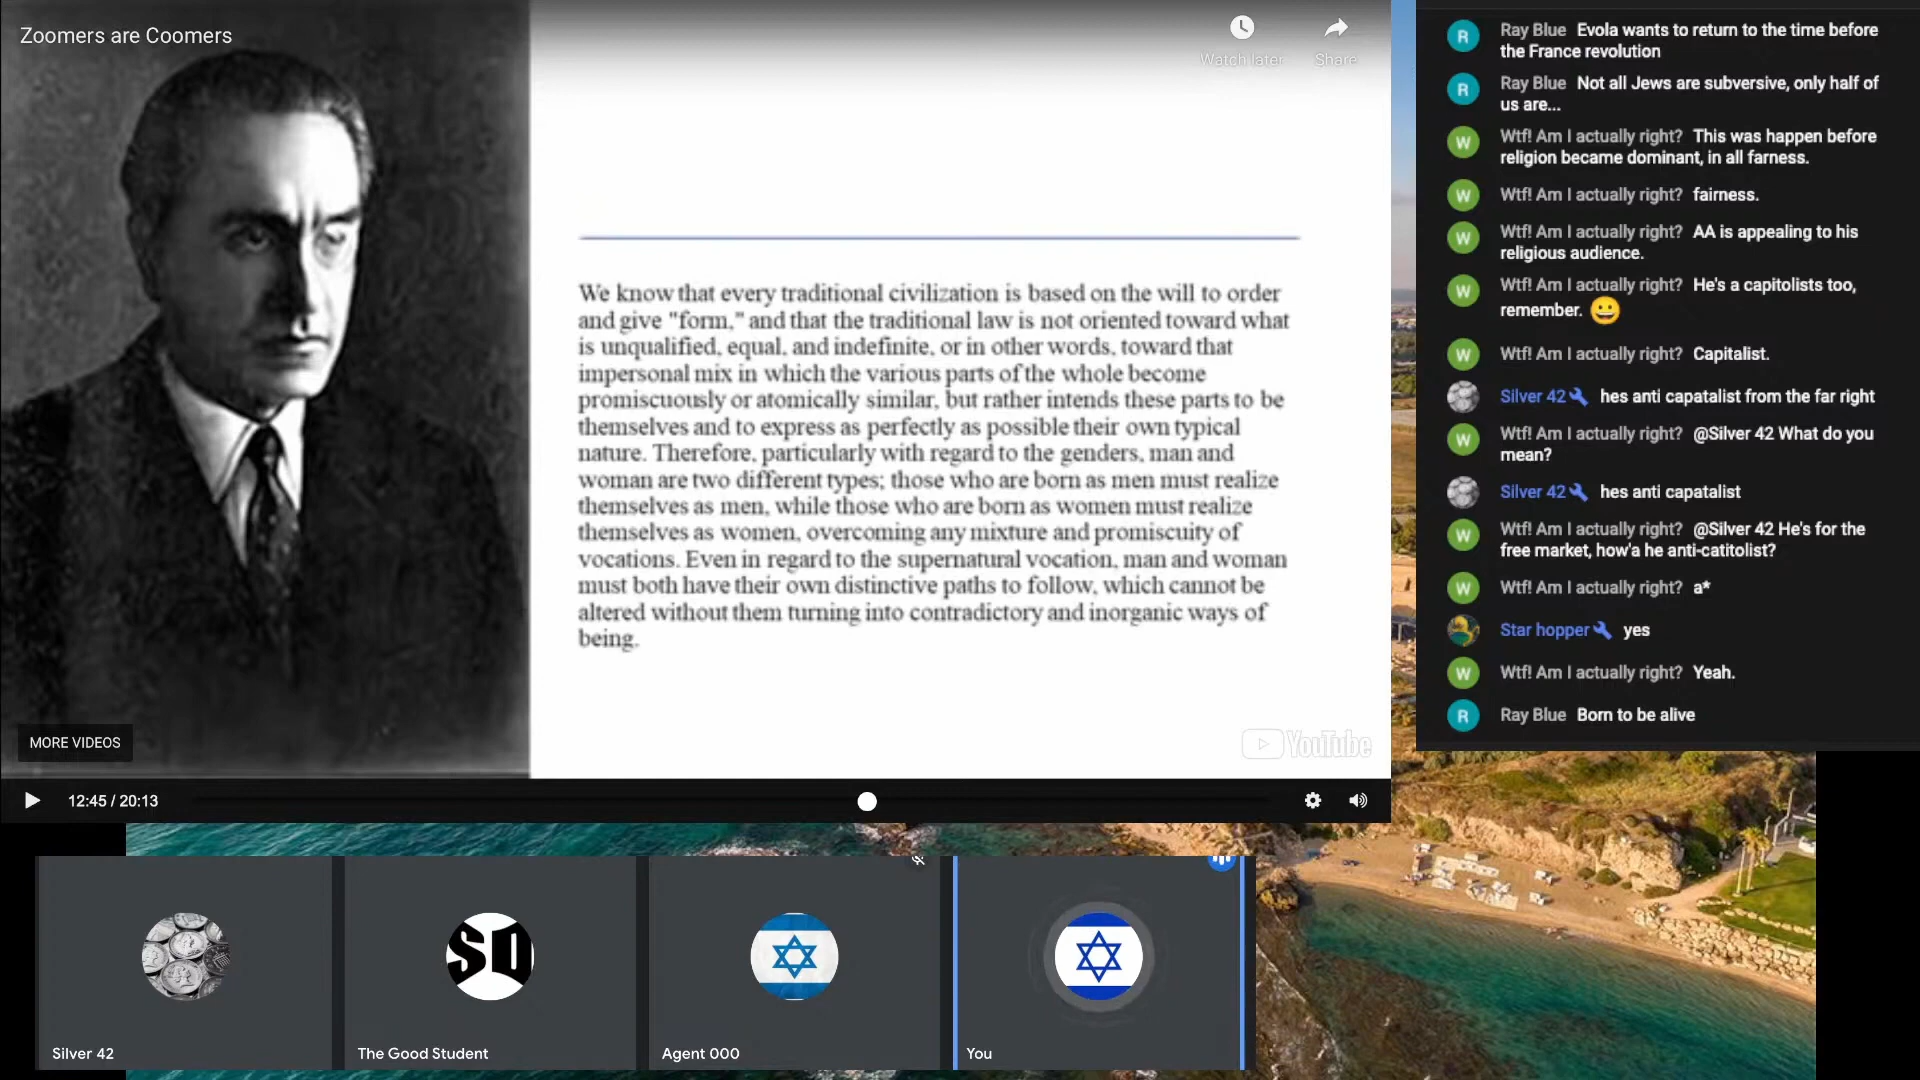 Zoomers are Coomers
Watch later
Share
We know that every traditional civilization is based on the will to order
and give "form," and that the traditional law is not oriented toward what
is unqualified, equal, and indefinite, or in other words, toward that
impersonal mix in which the various parts of the whole become
promiscuously or atomically similar, but rather intends these parts to be
themselves and to express as perfectly as possible their own typical
nature. Therefore, particularly with regard to the genders, man and
woman are two different types; those who are born as men must realize
themselves as men, while those who are born as women must realize
themselves as women, overcoming any mixture and promiscuity of
vocations. Even in regard to the supernatural vocation, man and woman
must both have their own distinctive paths to follow, which cannot be
altered without them turning into contradictory and inorganic ways of
being.
MORE VIDEOS
YouTube
12:45 / 20:13
R Ray Blue Evola wants to return to the time before
the France revolution
R Ray Blue Not all Jews are subversive, only half of
us are...
W Wtf! Am I actually right? This was happen before
religion became dominant, in all farness.
W Wtf! Am I actually right? fairness.
W Wtf! Am I actually right? AA is appealing to his
religious audience.
W Wtf! Am I actually right? He's a capitolists too,
remember. 😀
W Wtf! Am I actually right? Capitalist.
Silver 42 hes anti capatalist from the far right
W Wtf! Am I actually right? @Silver 42 What do you
mean?
Silver 42 hes anti capatalist
W Wtf! Am I actually right? @Silver 42 He's for the
free market, how'a he anti-catitolist?
W Wtf! Am I actually right? a*
Star hopper yes
W Wtf! Am I actually right? Yeah.
R Ray Blue Born to be alive
SD
Silver 42
The Good Student
Agent 000
You